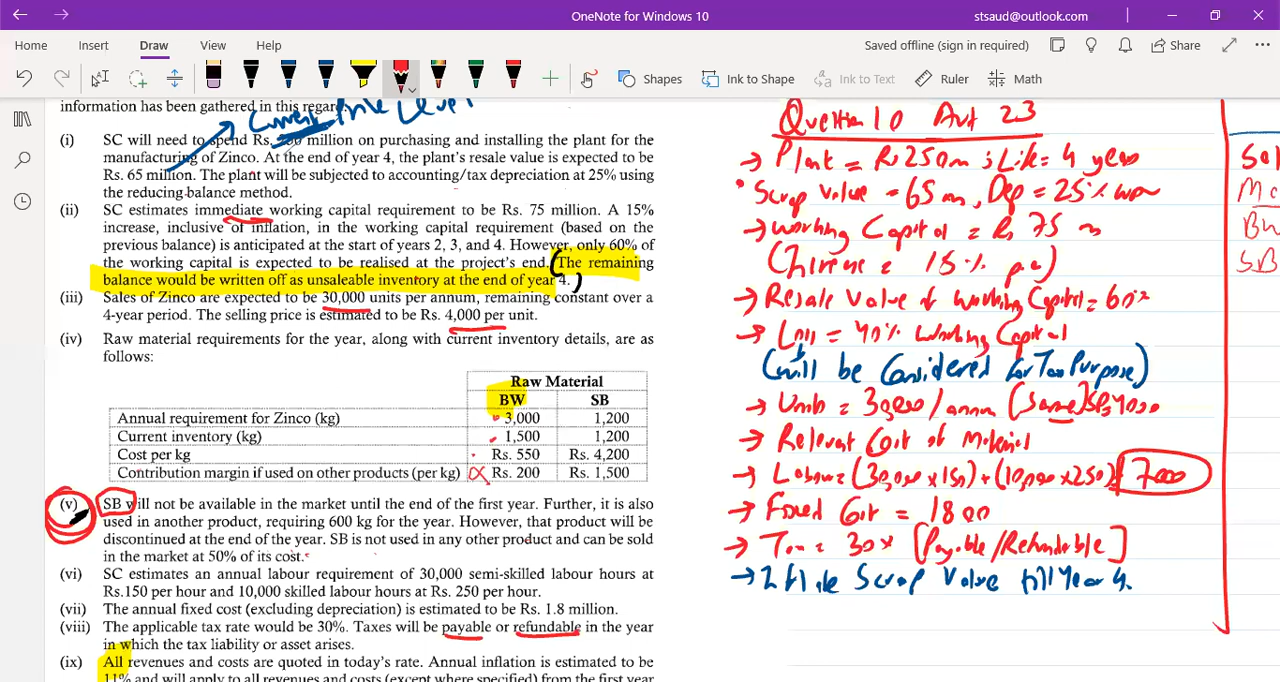 OneNote for Windows 10
stsaud@outlook.com
Home Insert Draw View Help
Saved offline (sign in required)
Share
Shapes
Ink to Shape
Ink to Text
Ruler
Math
information has been gathered in this regard.
Current Price Level
(i) SC will need to spend Rs. million on purchasing and installing the plant for the
manufacturing of Zinco. At the end of year 4, the plant's resale value is expected to be
Rs. 65 million. The plant will be subjected to accounting/tax depreciation at 25% using
the reducing balance method.
(ii) SC estimates immediate working capital requirement to be Rs. 75 million. A 15%
increase, inclusive of inflation, in the working capital requirement (based on the
previous balance) is anticipated at the start of years 2, 3, and 4. However, only 60% of
the working capital is expected to be realised at the project's end. (The remaining
balance would be written off as unsaleable inventory at the end of year 4.)
(iii) Sales of Zinco are expected to be 30,000 units per annum, remaining constant over a
4-year period. The selling price is estimated to be Rs. 4,000 per unit.
(iv) Raw material requirements for the year, along with current inventory details, are as
follows:
Raw Material
BW SB
Annual requirement for Zinco (kg) 3,000 1,200
Current inventory (kg) 1,500 1,200
Cost per kg Rs. 550 Rs. 4,200
Contribution margin if used on other products (per kg) Rs. 200 Rs. 1,500
(v) SB will not be available in the market until the end of the first year. Further, it is also
used in another product, requiring 600 kg for the year. However, that product will be
discontinued at the end of the year. SB is not used in any other product and can be sold
in the market at 50% of its cost.
(vi) SC estimates an annual labour requirement of 30,000 semi-skilled labour hours at
Rs.150 per hour and 10,000 skilled labour hours at Rs. 250 per hour.
(vii) The annual fixed cost (excluding depreciation) is estimated to be Rs. 1.8 million.
(viii) The applicable tax rate would be 30%. Taxes will be payable or refundable in the year
in which the tax liability or asset arises.
(ix) All revenues and costs are quoted in today's rate. Annual inflation is estimated to be
11% and will apply to all revenues and costs (except where specified) from the first year
Question 10 Aut 23
→ Plant = Rs 250m ; Life = 4 years
Scrap Value = 65m, Dep = 25%
→ Working Capital = Rs 75 m
= 15% p.a)
→ Resale Value of Working Capital = 60%
→ Loss = 40% Working Capital
(will be Considered for Tax Purpose)
→ Units = 30,000/annum (Same) SP=4000
→ Relevant Cost of Material
→ Labour = (30,000 x 150) + (10,000 x 250) 7000
→ Fixed Cost = 1800
→ Tax = 30% [Payable/Refundable]
→ Inflate Scrap Value till Year 4.
BW
S.B